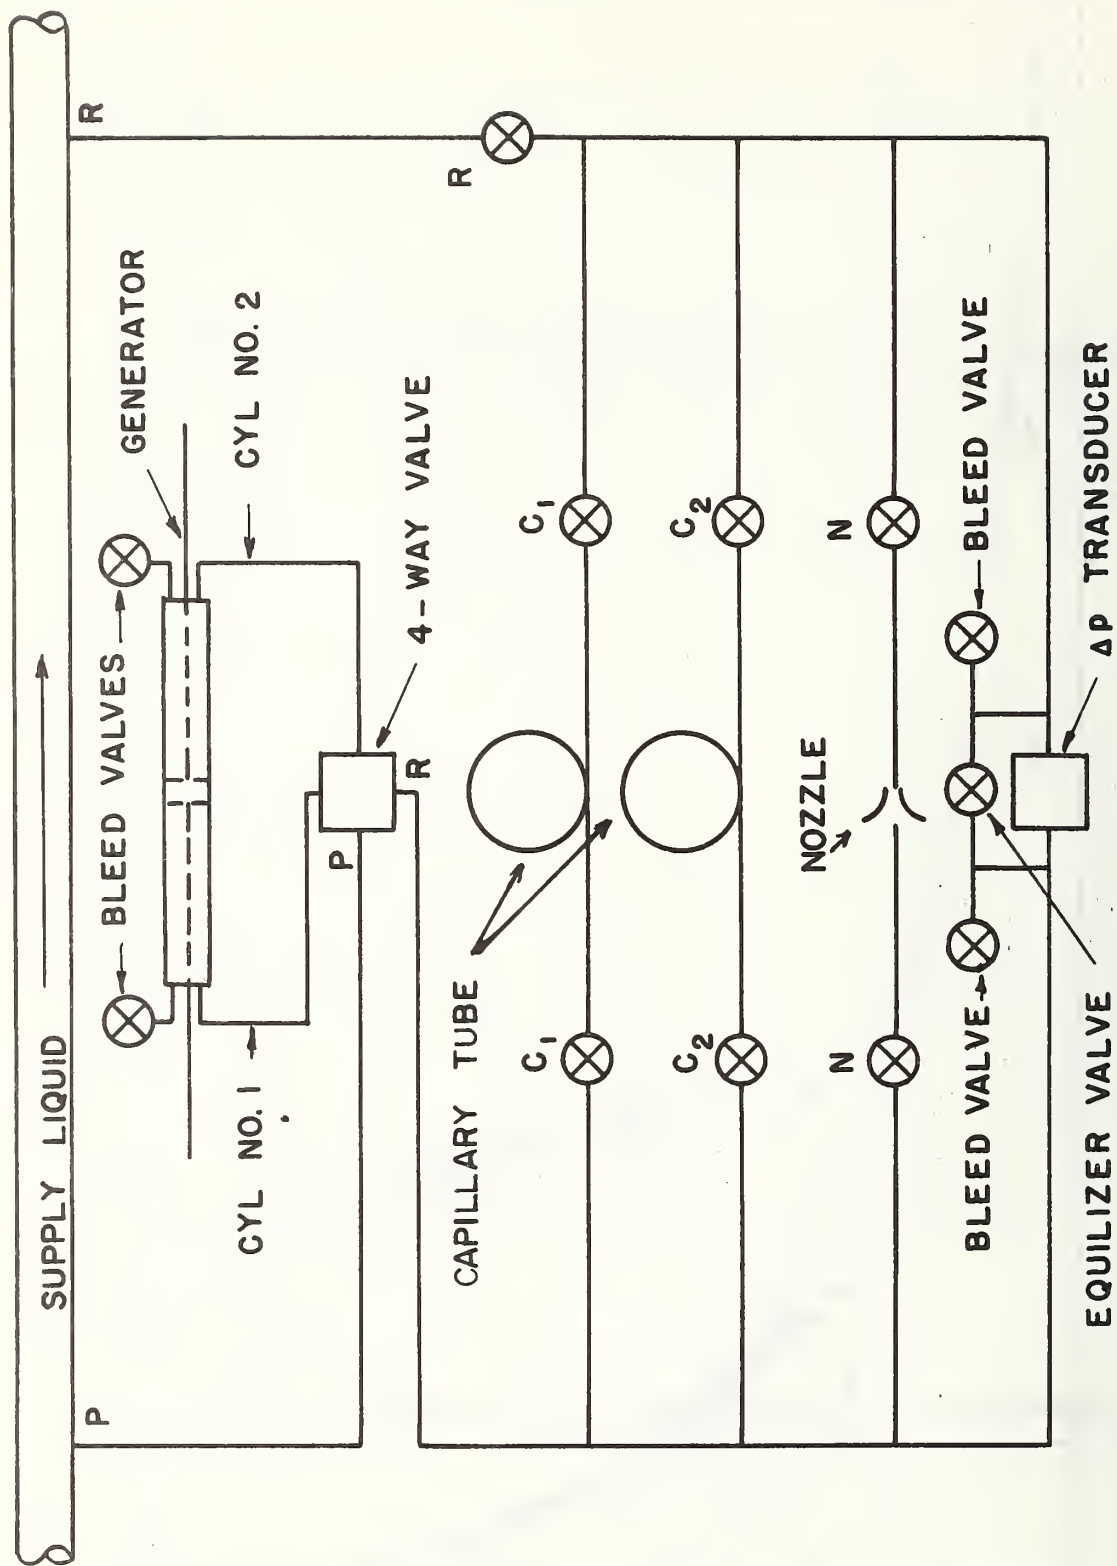 SUPPLY LIQUID
P
R
BLEED VALVES
GENERATOR
CYL NO. 1
CYL NO. 2
P
R
4-WAY VALVE
R
CAPILLARY TUBE
C1
C1
C2
C2
NOZZLE
N
N
BLEED VALVE
BLEED VALVE
EQUILIZER VALVE
ΔP TRANSDUCER